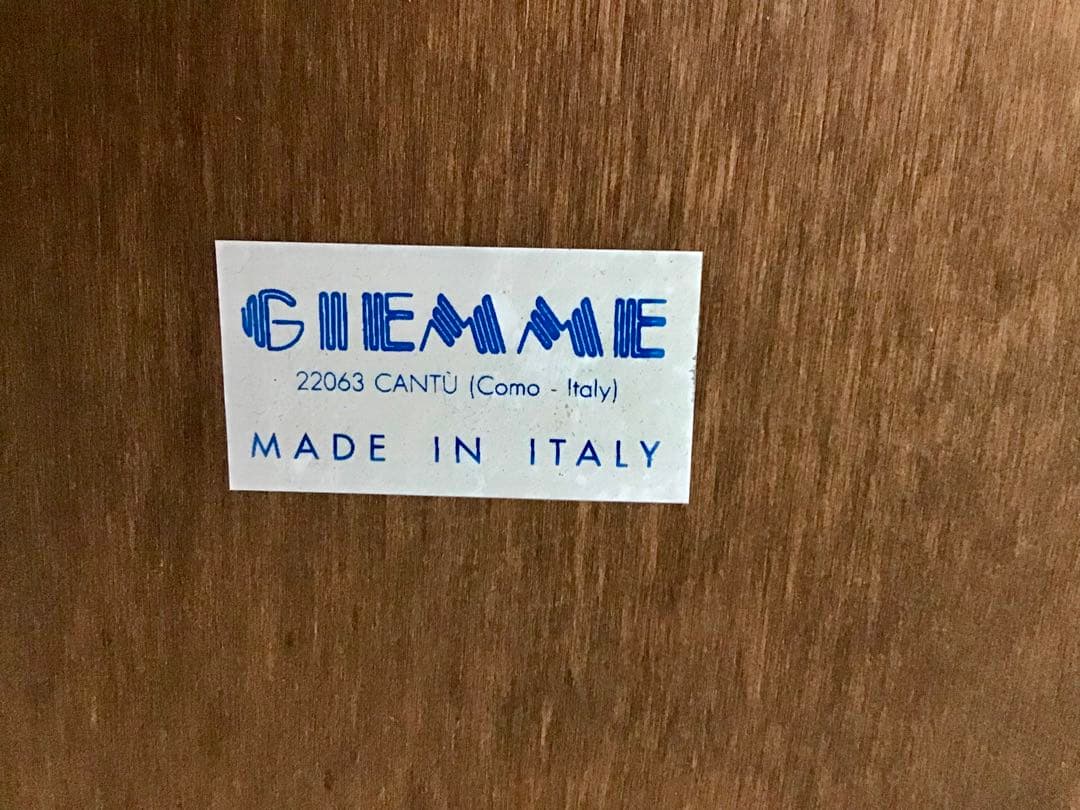 GIEMME
22063 CANTÙ (Como - Italy)
MADE IN ITALY